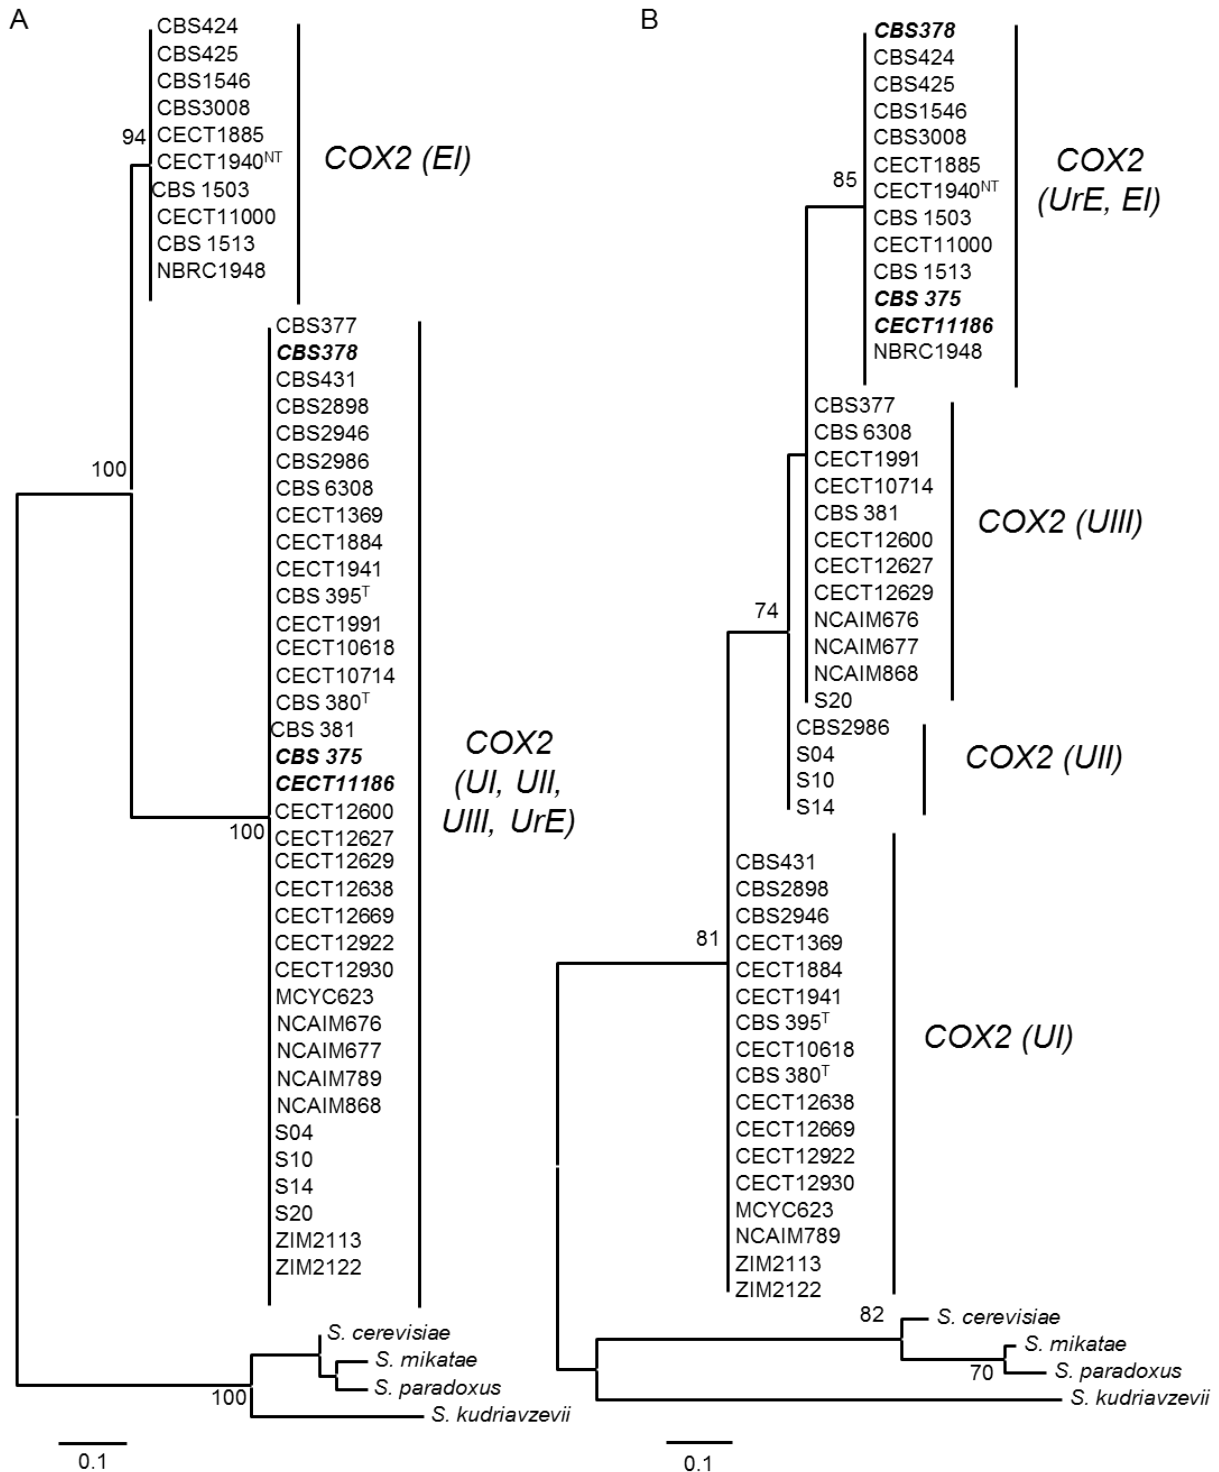 A
CBS424
CBS425
CBS1546
CBS3008
CECT1885
CECT1940NT
CBS 1503
CECT11000
CBS 1513
NBRC1948
94
COX2 (EI)
100
CBS377
CBS378
CBS431
CBS2898
CBS2946
CBS2986
CBS 6308
CECT1369
CECT1884
CECT1941
CBS 395T
CECT1991
CECT10618
CECT10714
CBS 380T
CBS 381
CBS 375
CECT11186
CECT12600
CECT12627
CECT12629
CECT12638
CECT12669
CECT12922
CECT12930
MCYC623
NCAIM676
NCAIM677
NCAIM789
NCAIM868
S04
S10
S14
S20
ZIM2113
ZIM2122
100
COX2
(UI, UII,
UIII, UrE)
S. cerevisiae
S. mikatae
S. paradoxus
S. kudriavzevii
100
0.1
B
CBS378
CBS424
CBS425
CBS1546
CBS3008
CECT1885
CECT1940NT
CBS 1503
CECT11000
CBS 1513
CBS 375
CECT11186
NBRC1948
85
COX2
(UrE, EI)
CBS377
CBS 6308
CECT1991
CECT10714
CBS 381
CECT12600
CECT12627
CECT12629
NCAIM676
NCAIM677
NCAIM868
S20
COX2 (UIII)
74
CBS2986
S04
S10
S14
COX2 (UII)
CBS431
CBS2898
CBS2946
CECT1369
CECT1884
CECT1941
CBS 395T
CECT10618
CBS 380T
CECT12638
CECT12669
CECT12922
CECT12930
MCYC623
NCAIM789
ZIM2113
ZIM2122
81
COX2 (UI)
82
S. cerevisiae
S. mikatae
70
S. paradoxus
S. kudriavzevii
0.1